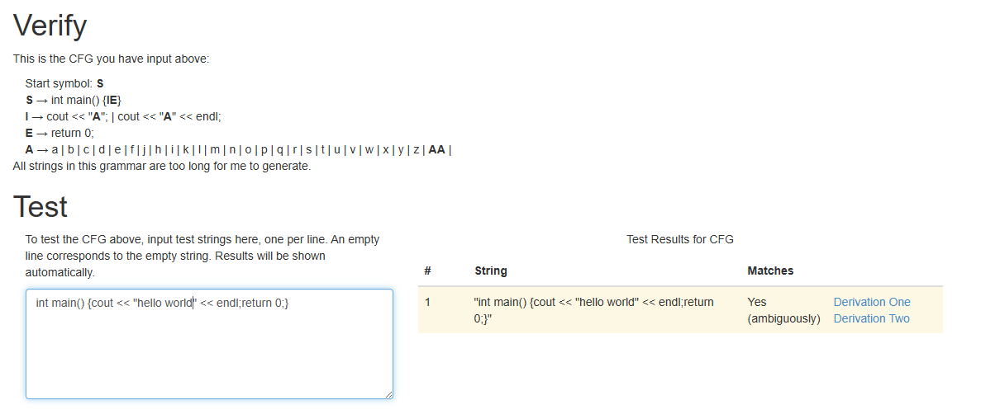 Verify
This is the CFG you have input above:
Start symbol: S
S → int main() {IE}
I → cout << "A"; | cout << "A" << endl;
E → return 0;
A → a | b | c | d | e | f | j | h | i | k | l | m | n | o | p | q | r | s | t | u | v | w | x | y | z | AA |
All strings in this grammar are too long for me to generate.
Test
To test the CFG above, input test strings here, one per line. An empty
line corresponds to the empty string. Results will be shown
automatically.
int main() {cout << "hello world" << endl;return 0;}
Test Results for CFG
# String Matches
1 "int main() {cout << "hello world" << endl;return Yes Derivation One
0;}" (ambiguously) Derivation Two